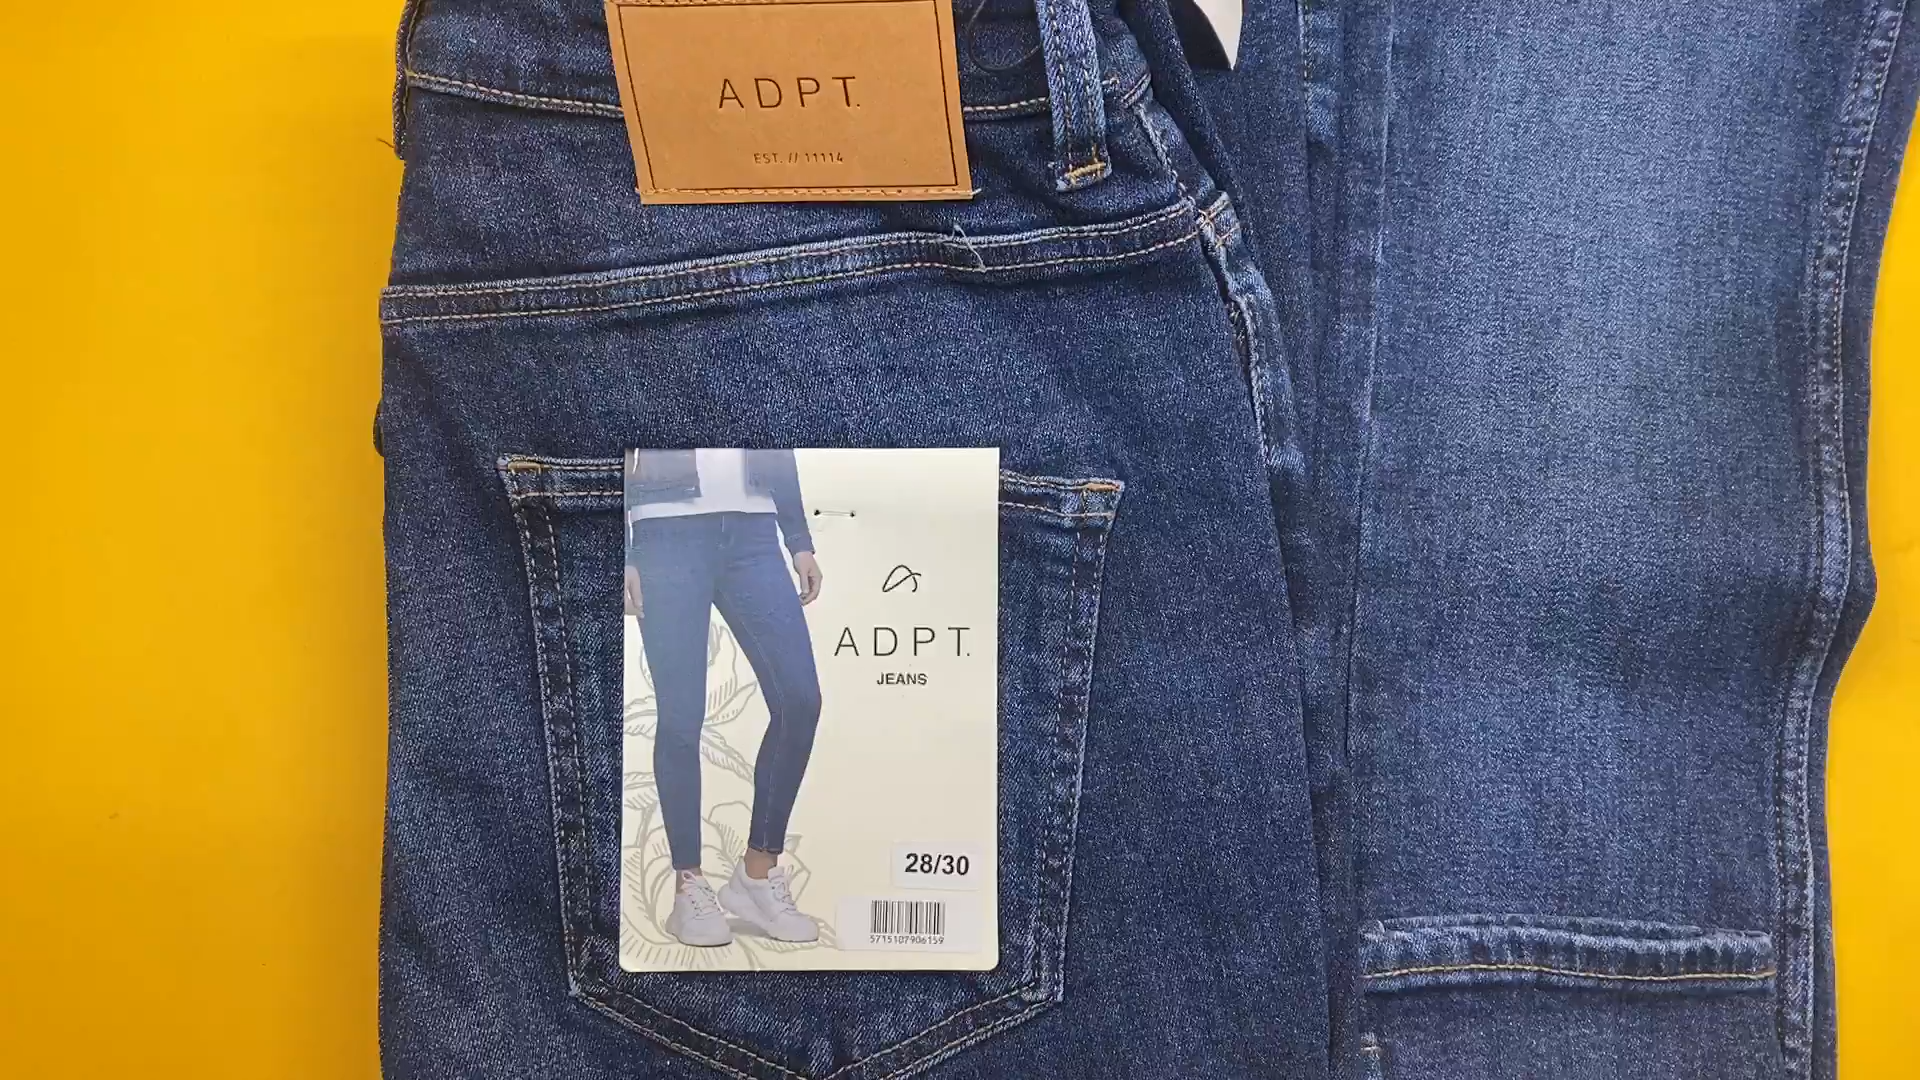 ADPT.
EST. // 11114
ADPT.
JEANS
28/30
5715107906159